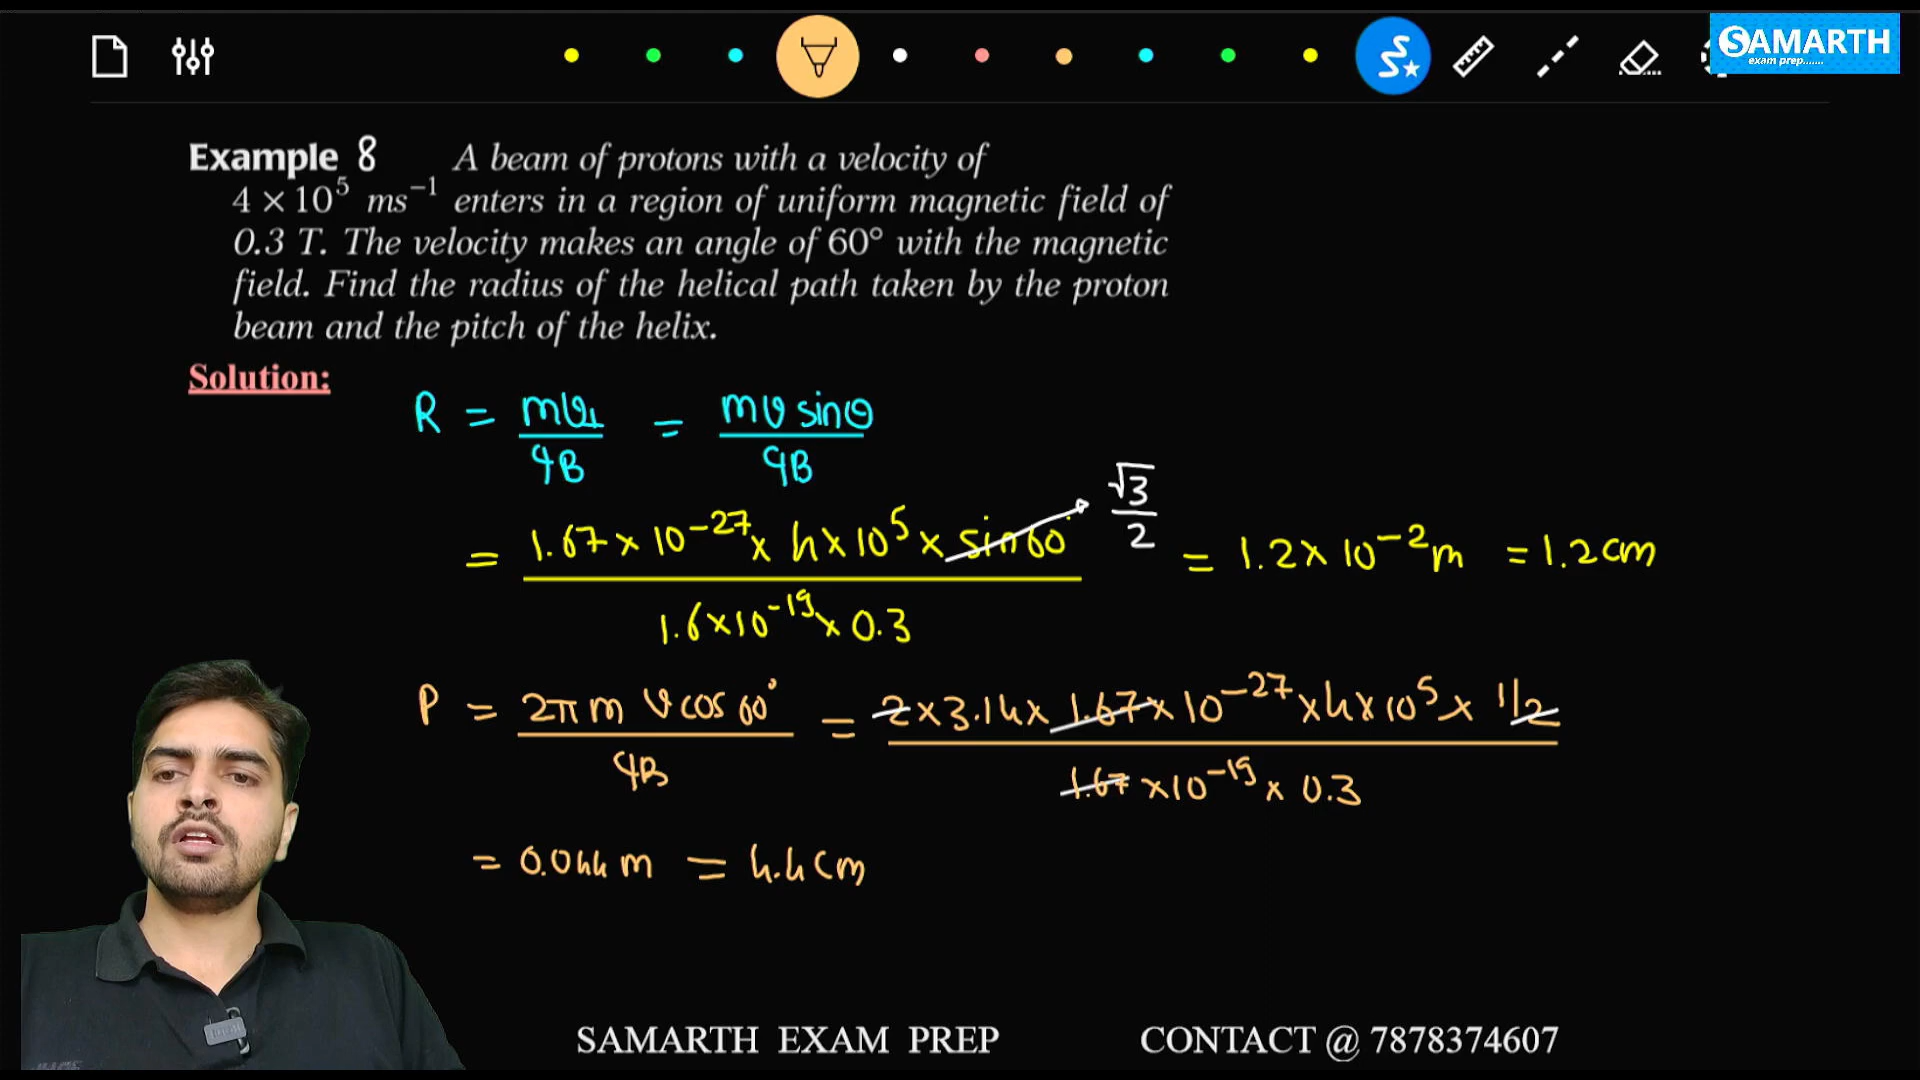 SAMARTH
exam prep.......
Example 8 A beam of protons with a velocity of
4 × 10⁵ ms⁻¹ enters in a region of uniform magnetic field of
0.3 T. The velocity makes an angle of 60° with the magnetic
field. Find the radius of the helical path taken by the proton
beam and the pitch of the helix.
Solution:
R = mv⊥/qB = mv sinθ/qB
= 1.67 × 10⁻²⁷ × 4 × 10⁵ × sin 60°/1.6 × 10⁻¹⁹ × 0.3 √3/2 = 1.2 × 10⁻² m = 1.2 cm
P = 2πm v cos 60°/qB = 2 × 3.14 × 1.67 × 10⁻²⁷ × 4 × 10⁵ × 1/2/1.67 × 10⁻¹⁹ × 0.3
= 0.044 m = 4.4 cm
SAMARTH EXAM PREP CONTACT @ 7878374607